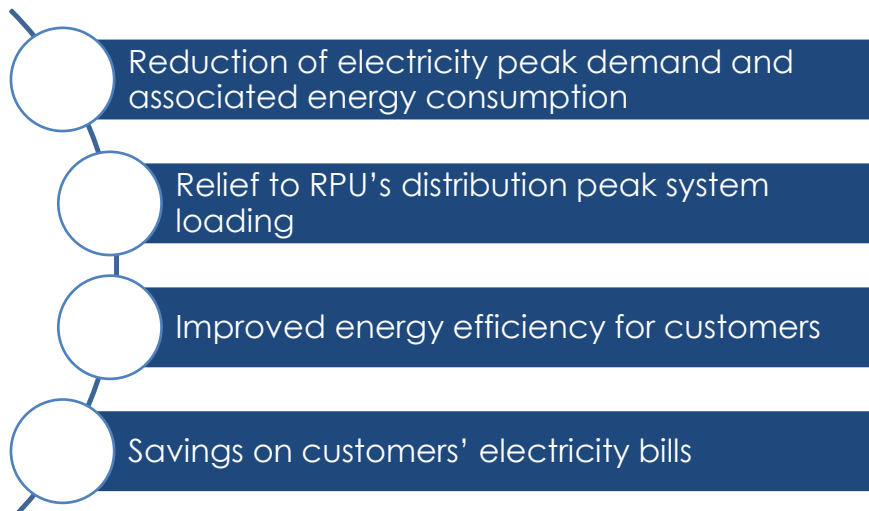 Reduction of electricity peak demand and
associated energy consumption
Relief to RPU’s distribution peak system
loading
Improved energy efficiency for customers
Savings on customers’ electricity bills